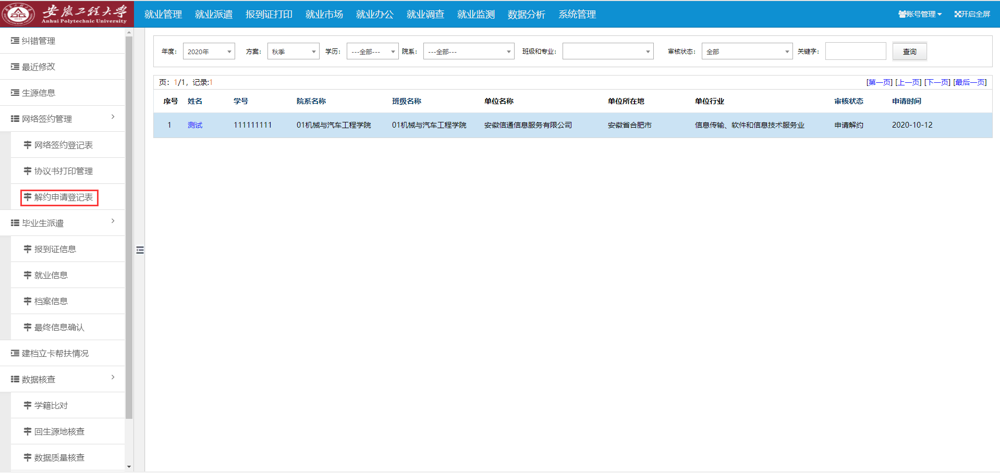 安徽工程大学
Anhui Polytechnic University
就业管理 就业派遣 报到证打印 就业市场 就业办公 就业调查 就业监测 数据分析 系统管理 账号管理 开启全屏
纠错管理
最近修改
生源信息
网络签约管理
网络签约登记表
协议书打印管理
解约申请登记表
毕业生派遣
报到证信息
就业信息
档案信息
最终信息确认
建档立卡帮扶情况
数据核查
学籍比对
回生源地核查
数据质量核查
年度： 2020年 方案： 秋季 学历： ---全部--- 院系： ---全部--- 班级和专业： 审核状态： 全部 关键字： 查询
页：1/1，记录:1 [第一页] [上一页] [下一页] [最后一页]
序号 姓名 学号 院系名称 班级名称 单位名称 单位所在地 单位行业 审核状态 申请时间
1 测试 111111111 01机械与汽车工程学院 01机械与汽车工程学院 安徽信通信息服务有限公司 安徽省合肥市 信息传输、软件和信息技术服务业 申请解约 2020-10-12